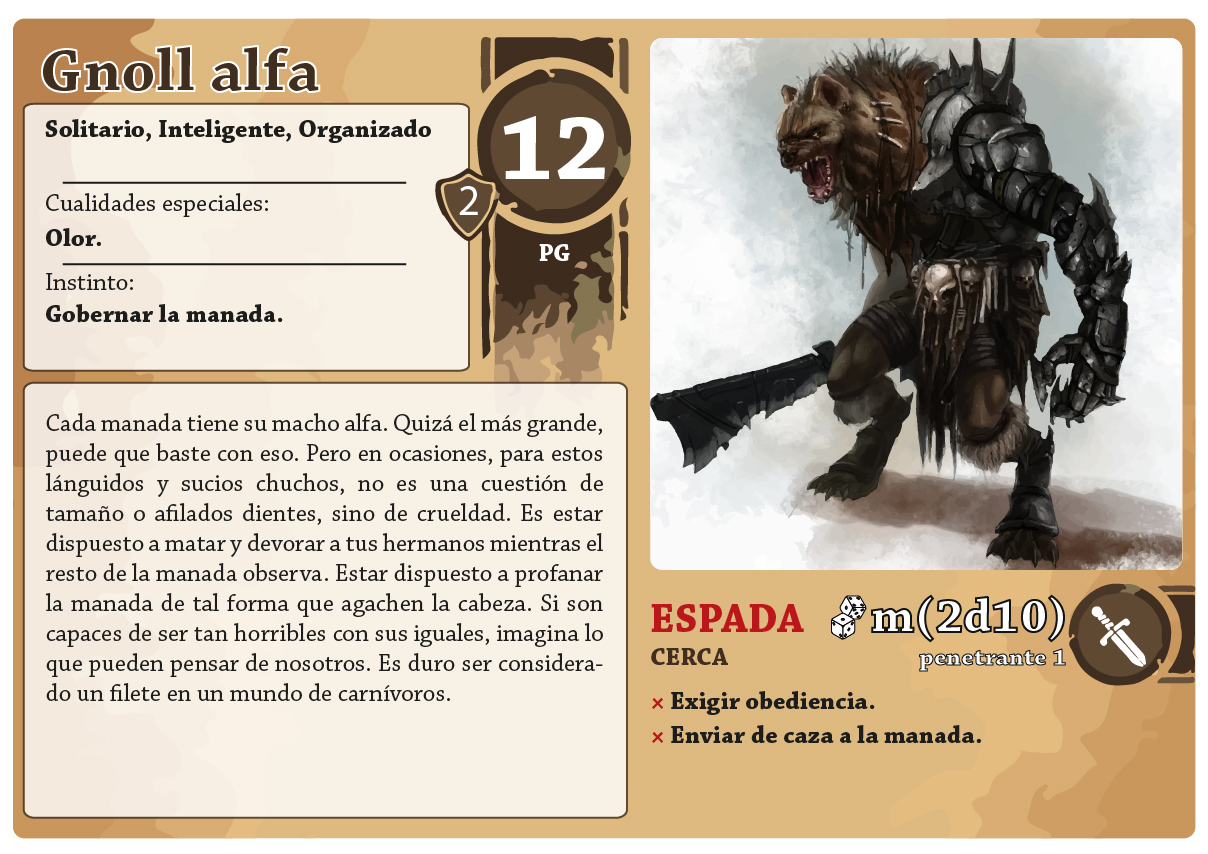 Gnoll alfa
Solitario, Inteligente, Organizado
12
2
PG
Cualidades especiales:
Olor.
Instinto:
Gobernar la manada.
Cada manada tiene su macho alfa. Quizá el más grande,
puede que baste con eso. Pero en ocasiones, para estos
lánguidos y sucios chuchos, no es una cuestión de
tamaño o afilados dientes, sino de crueldad. Es estar
dispuesto a matar y devorar a tus hermanos mientras el
resto de la manada observa. Estar dispuesto a profanar
la manada de tal forma que agachen la cabeza. Si son
capaces de ser tan horribles con sus iguales, imagina lo
que pueden pensar de nosotros. Es duro ser considera-
do un filete en un mundo de carnívoros.
ESPADA m(2d10)
CERCA penetrante 1
× Exigir obediencia.
× Enviar de caza a la manada.